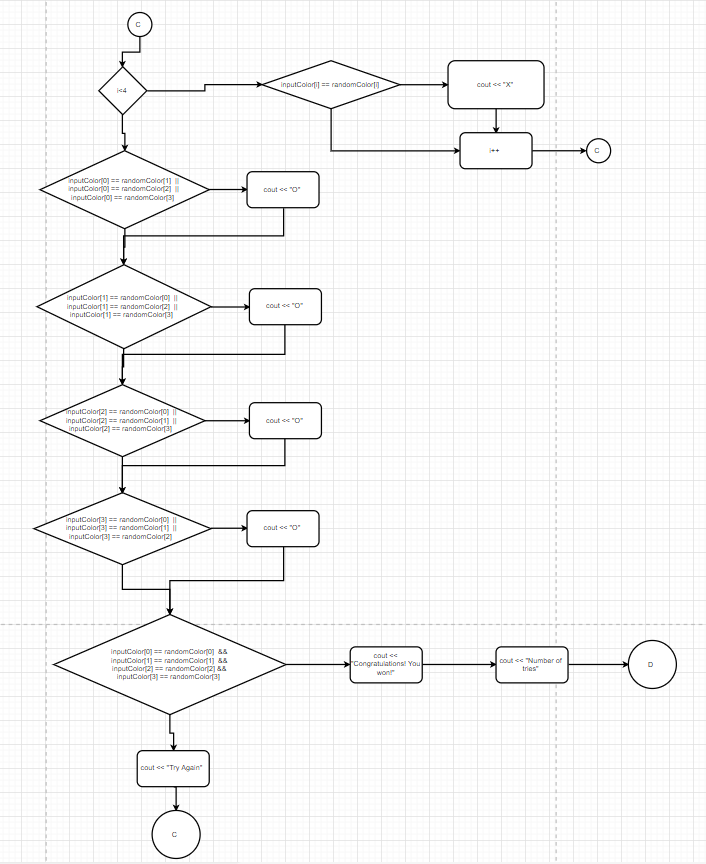 C
i<4
inputColor[i] == randomColor[i]
cout << "X"
i++
C
inputColor[0] == randomColor[1] ||
inputColor[0] == randomColor[2] ||
inputColor[0] == randomColor[3]
cout << "O"
inputColor[1] == randomColor[0] ||
inputColor[1] == randomColor[2] ||
inputColor[1] == randomColor[3]
cout << "O"
inputColor[2] == randomColor[0] ||
inputColor[2] == randomColor[1] ||
inputColor[2] == randomColor[3]
cout << "O"
inputColor[3] == randomColor[0] ||
inputColor[3] == randomColor[1] ||
inputColor[3] == randomColor[2]
cout << "O"
inputColor[0] == randomColor[0] &&
inputColor[1] == randomColor[1] &&
inputColor[2] == randomColor[2] &&
inputColor[3] == randomColor[3]
cout <<
"Congratulations! You
won!"
cout << "Number of
tries"
D
cout << "Try Again"
C